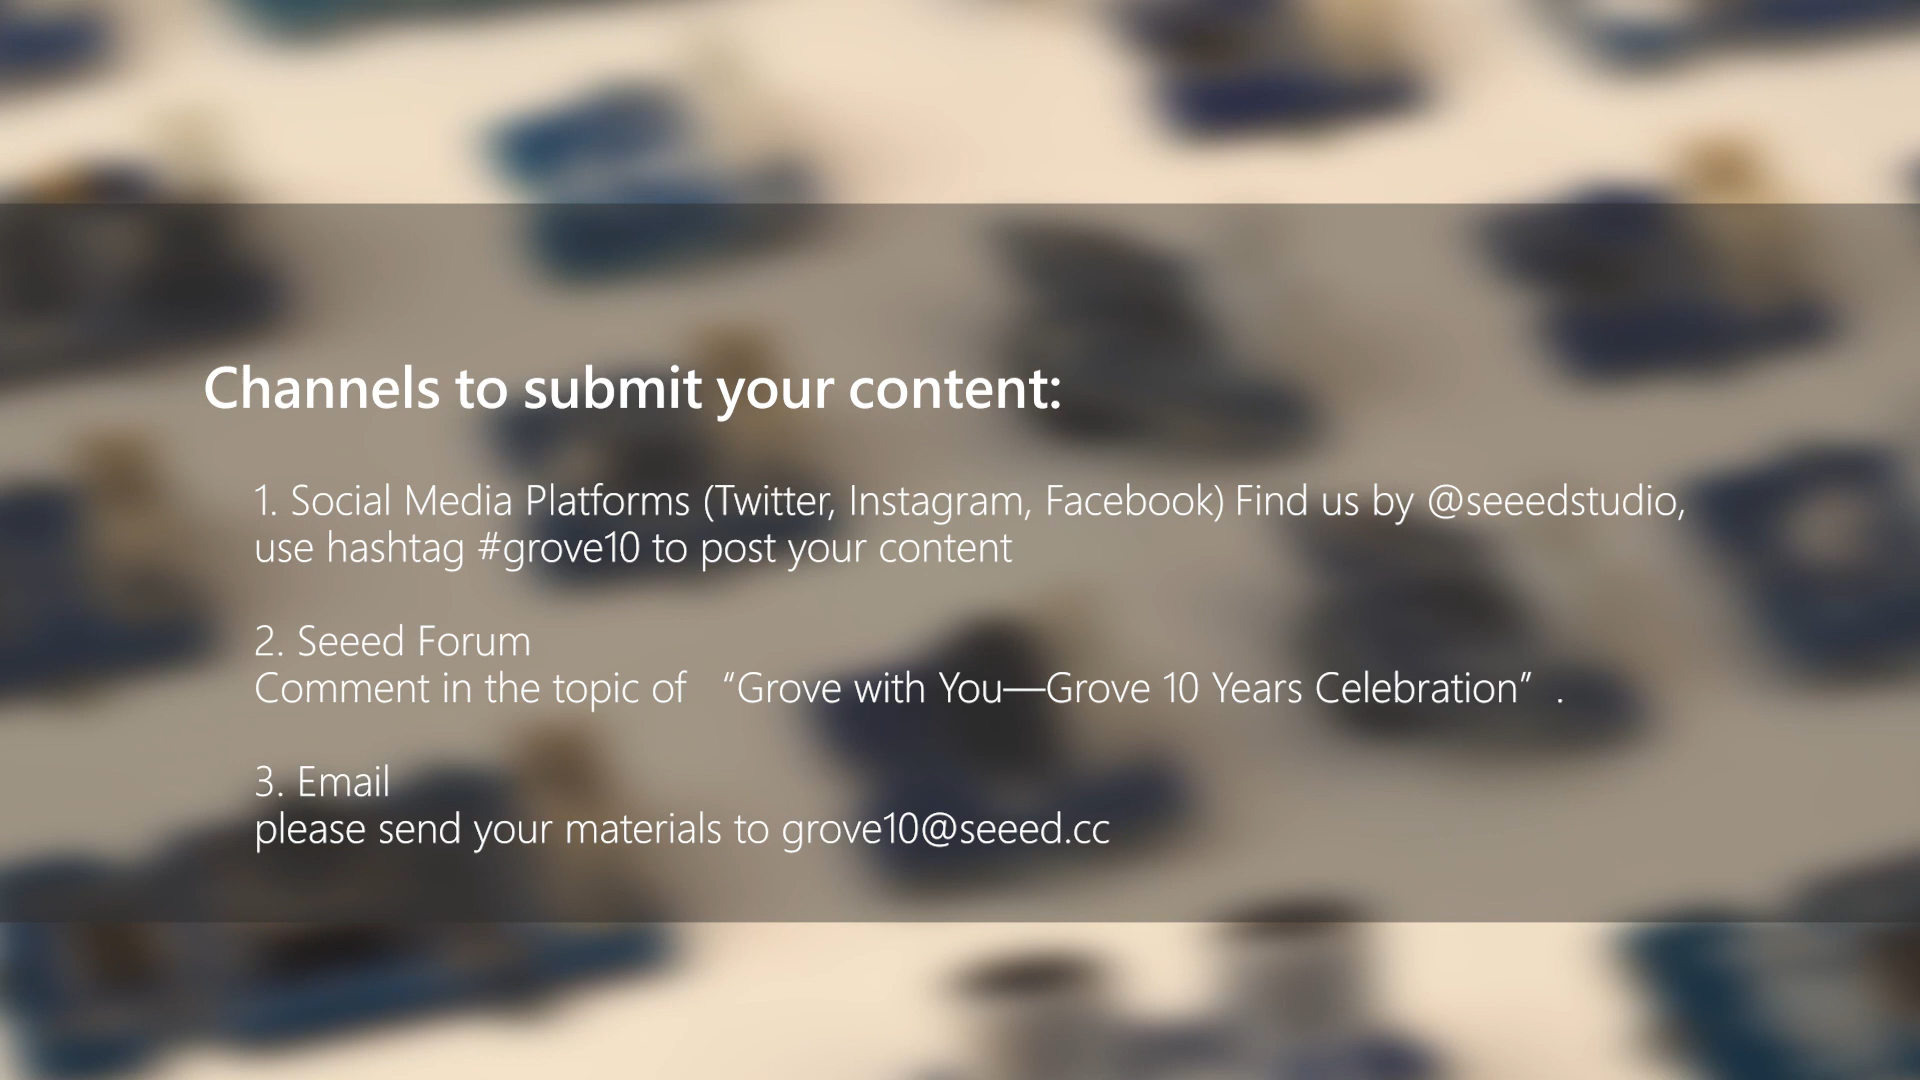 Channels to submit your content:
1. Social Media Platforms (Twitter, Instagram, Facebook) Find us by @seeedstudio,
use hashtag #grove10 to post your content
2. Seeed Forum
Comment in the topic of “Grove with You—Grove 10 Years Celebration” .
3. Email
please send your materials to grove10@seeed.cc